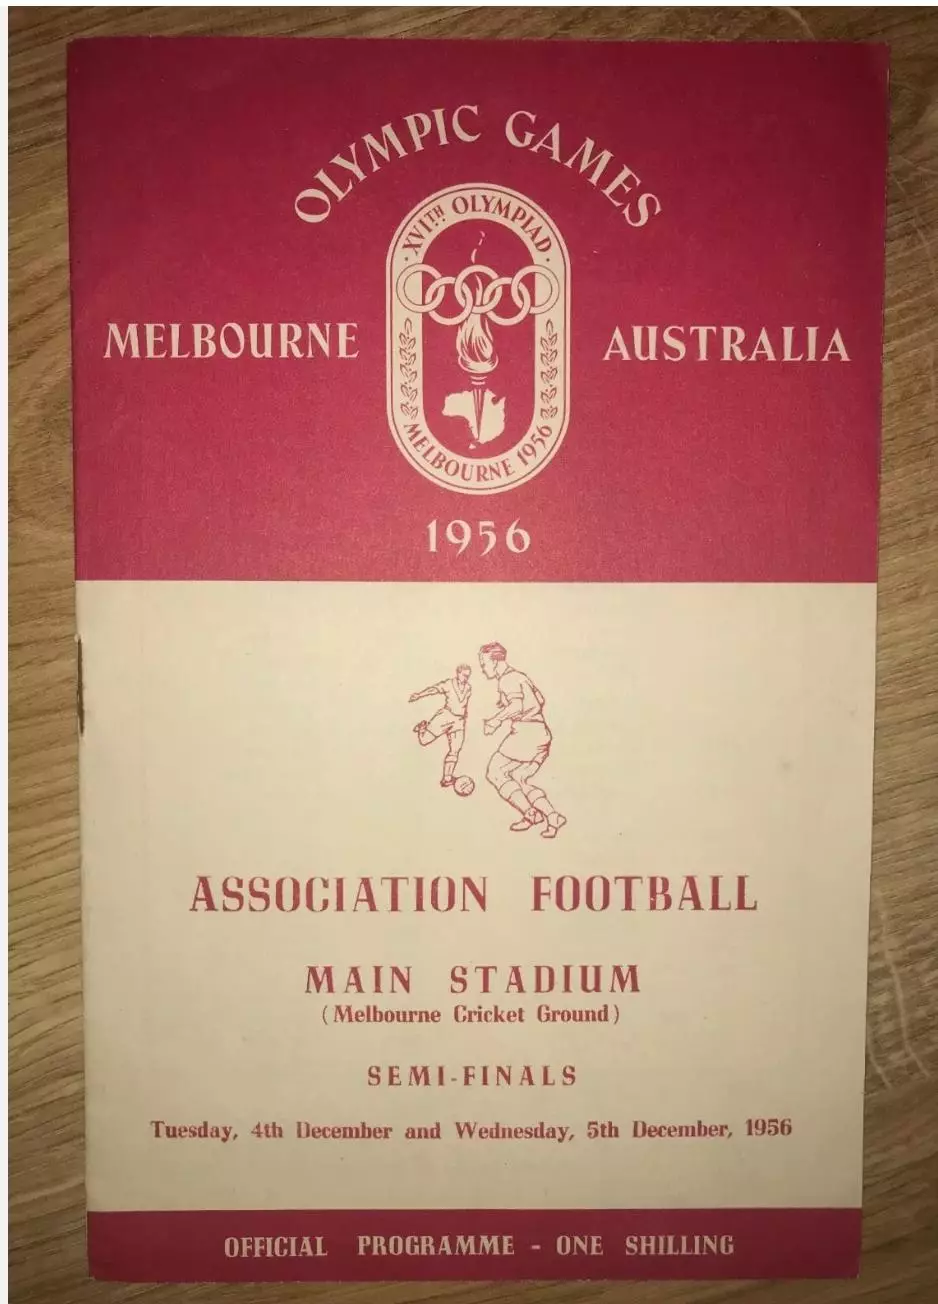 OLYMPIC GAMES
XVITH OLYMPIAD
MELBOURNE AUSTRALIA
MELBOURNE 1956
1956
ASSOCIATION FOOTBALL
MAIN STADIUM
(Melbourne Cricket Ground)
SEMI-FINALS
Tuesday, 4th December and Wednesday, 5th December, 1956
OFFICIAL PROGRAMME - ONE SHILLING